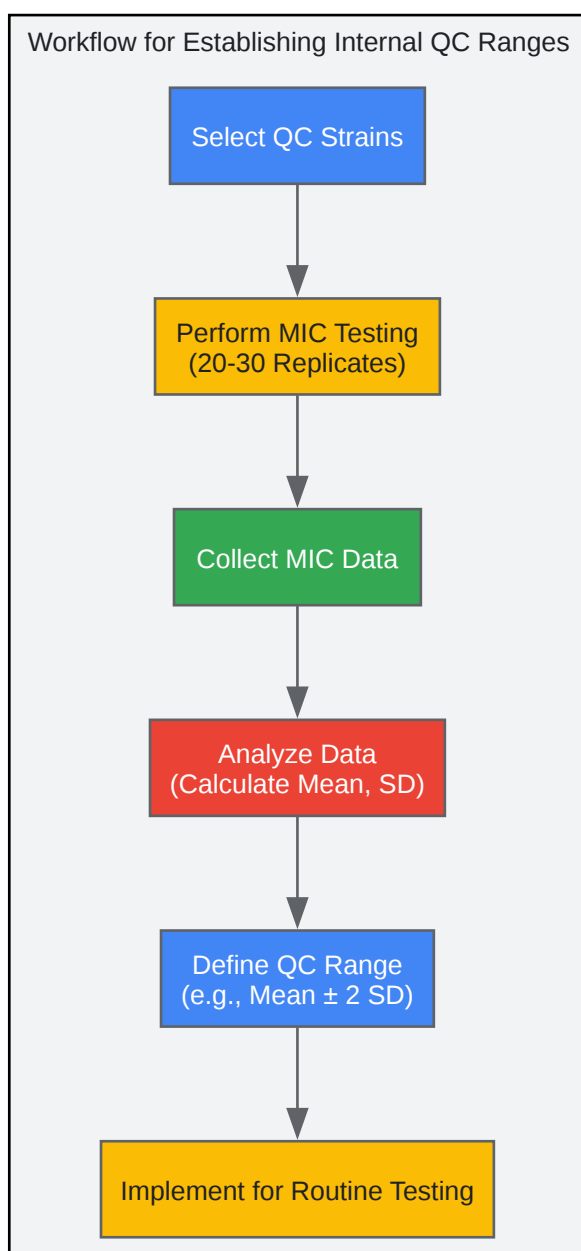 Workflow for Establishing Internal QC Ranges
Select QC Strains
Perform MIC Testing
(20-30 Replicates)
Collect MIC Data
Analyze Data
(Calculate Mean, SD)
Define QC Range
(e.g., Mean ± 2 SD)
Implement for Routine Testing